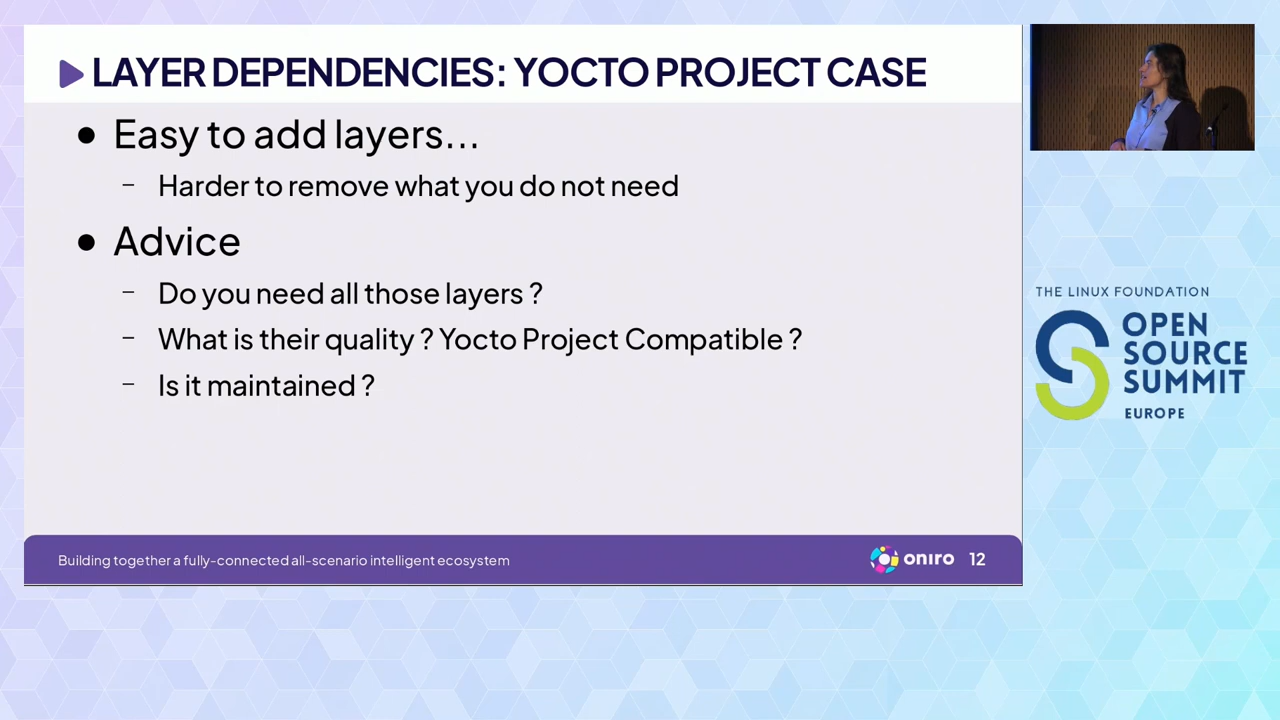 LAYER DEPENDENCIES: YOCTO PROJECT CASE
● Easy to add layers...
– Harder to remove what you do not need
● Advice
– Do you need all those layers ?
– What is their quality ? Yocto Project Compatible ?
– Is it maintained ?
Building together a fully-connected all-scenario intelligent ecosystem
oniro 12
THE LINUX FOUNDATION
OPEN
SOURCE
SUMMIT
EUROPE